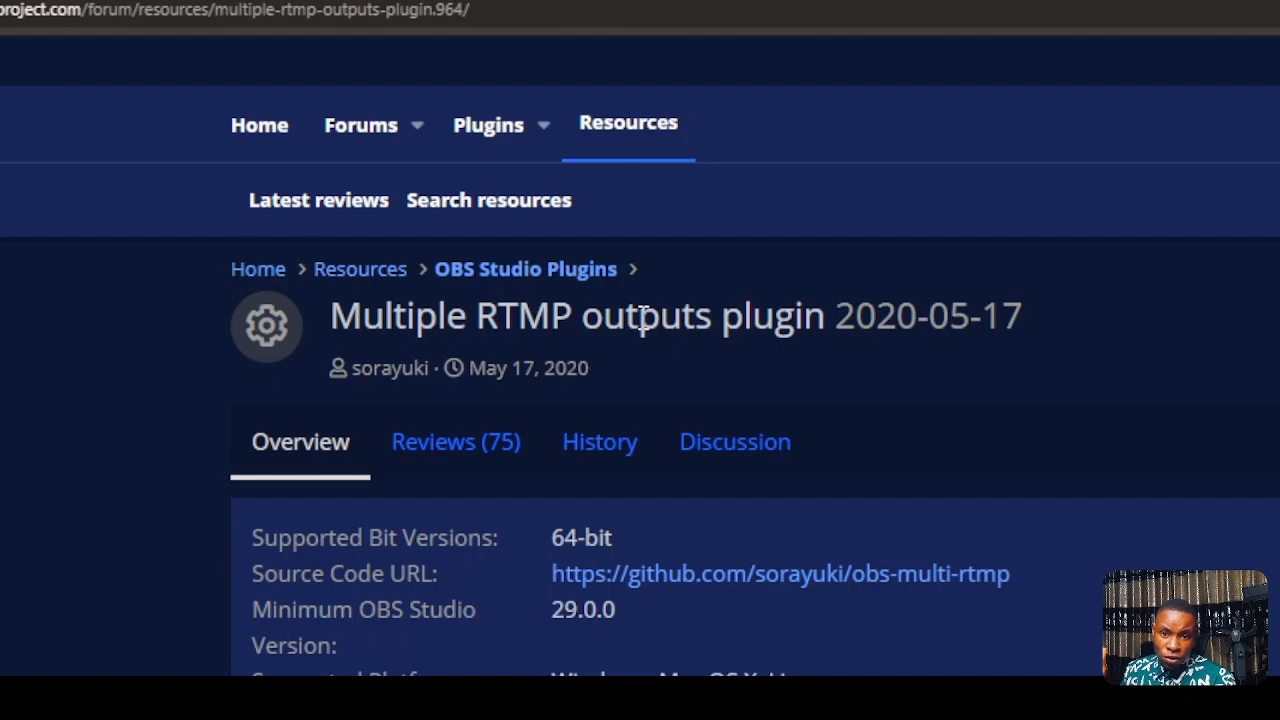 project.com/forum/resources/multiple-rtmp-outputs-plugin.964/
Home Forums Plugins Resources
Latest reviews Search resources
Home > Resources > OBS Studio Plugins >
Multiple RTMP outputs plugin 2020-05-17
sorayuki · May 17, 2020
Overview Reviews (75) History Discussion
Supported Bit Versions: 64-bit
Source Code URL: https://github.com/sorayuki/obs-multi-rtmp
Minimum OBS Studio 29.0.0
Version: